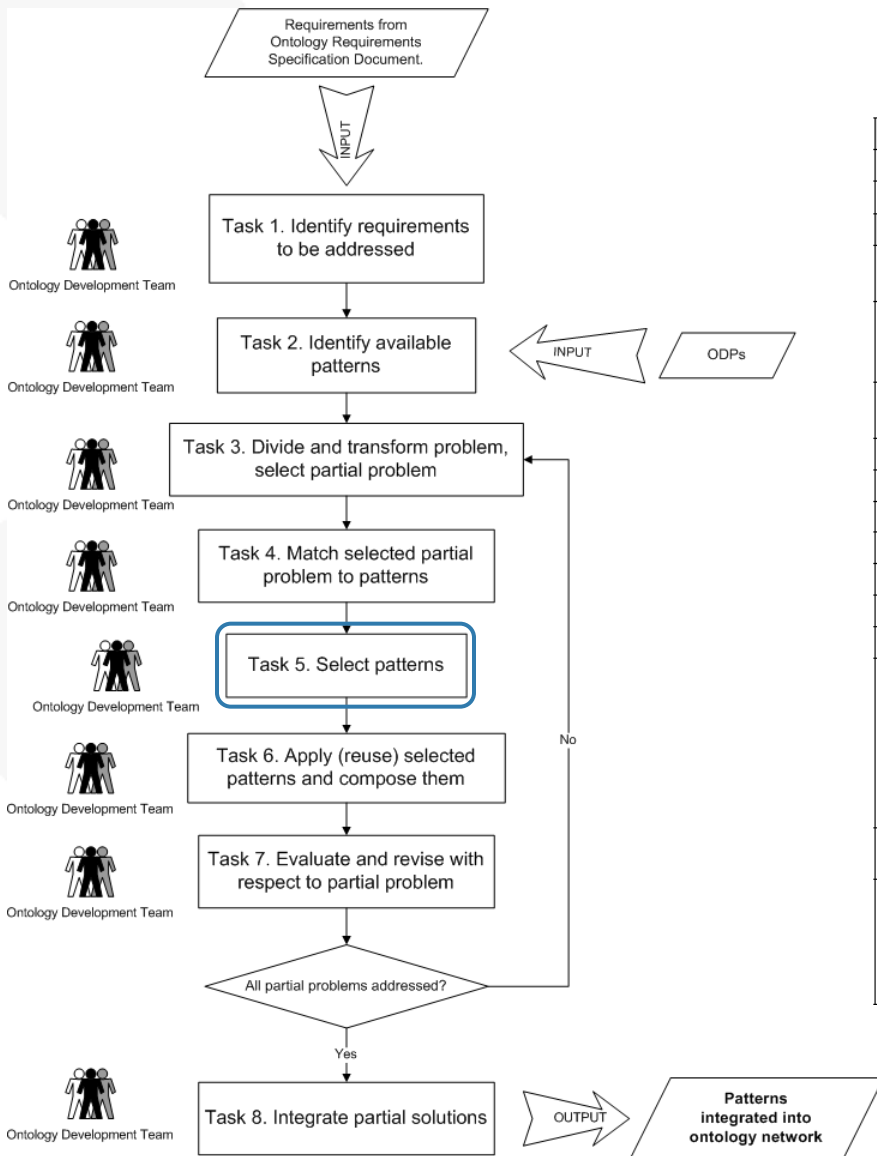 Requirements from
Ontology Requirements
Specification Document.
INPUT
Task 1. Identify requirements
to be addressed
Ontology Development Team
Task 2. Identify available
patterns
Ontology Development Team
INPUT
ODPs
Task 3. Divide and transform problem,
select partial problem
Ontology Development Team
Task 4. Match selected partial
problem to patterns
Ontology Development Team
Task 5. Select patterns
Ontology Development Team
No
Task 6. Apply (reuse) selected
patterns and compose them
Ontology Development Team
Task 7. Evaluate and revise with
respect to partial problem
Ontology Development Team
All partial problems addressed?
Yes
Task 8. Integrate partial solutions
Ontology Development Team
OUTPUT
Patterns
integrated into
ontology network